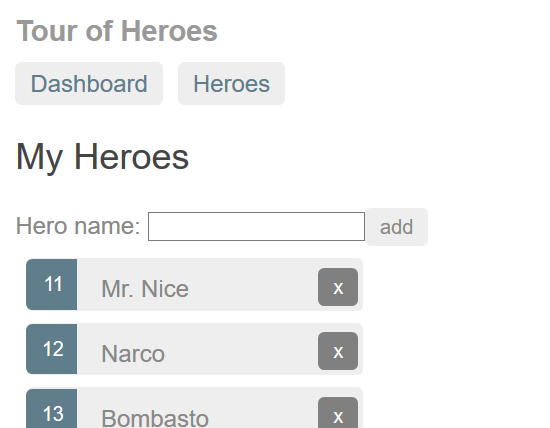 Tour of Heroes
Dashboard Heroes
My Heroes
Hero name: add
11 Mr. Nice x
12 Narco x
13 Bombasto x